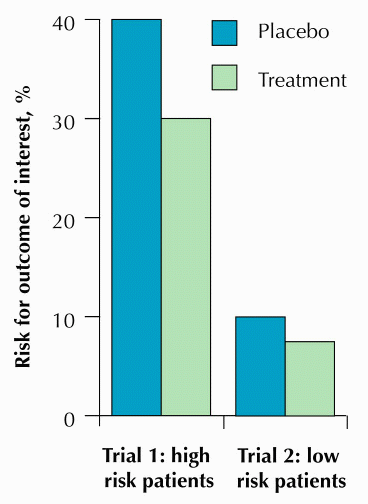 Risk for outcome of interest, %
40
30
20
10
0
Placebo
Treatment
Trial 1: high
risk patients
Trial 2: low
risk patients